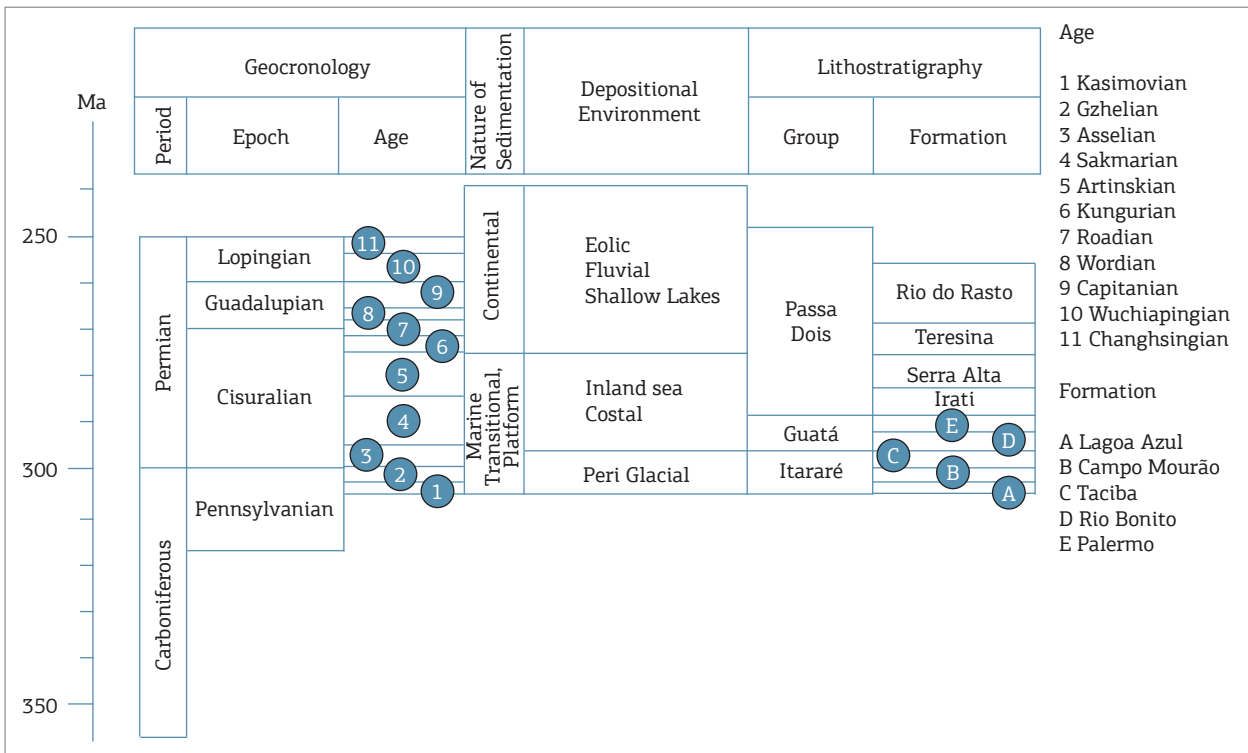 Geocronology
Lithostratigraphy
Ma
Period
Epoch
Age
Nature of
Sedimentation
Depositional
Environment
Group
Formation
250
300
350
Permian
Carboniferous
Lopingian
Guadalupian
Cisuralian
Pennsylvanian
11
10
9
8
7
6
5
4
3
2
1
Continental
Marine
Transitional,
Platform
Eolic
Fluvial
Shallow Lakes
Inland sea
Costal
Peri Glacial
Passa
Dois
Guatá
Itararé
Rio do Rasto
Teresina
Serra Alta
Irati
E
D
C
B
A
Age
1 Kasimovian
2 Gzhelian
3 Asselian
4 Sakmarian
5 Artinskian
6 Kungurian
7 Roadian
8 Wordian
9 Capitanian
10 Wuchiapingian
11 Changhsingian
Formation
A Lagoa Azul
B Campo Mourão
C Taciba
D Rio Bonito
E Palermo